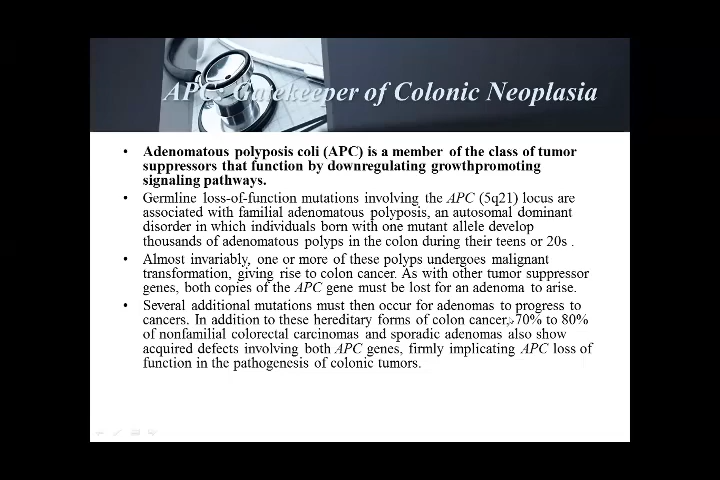 APC: Gatekeeper of Colonic Neoplasia
• Adenomatous polyposis coli (APC) is a member of the class of tumor
suppressors that function by downregulating growthpromoting
signaling pathways.
• Germline loss-of-function mutations involving the APC (5q21) locus are
associated with familial adenomatous polyposis, an autosomal dominant
disorder in which individuals born with one mutant allele develop
thousands of adenomatous polyps in the colon during their teens or 20s .
• Almost invariably, one or more of these polyps undergoes malignant
transformation, giving rise to colon cancer. As with other tumor suppressor
genes, both copies of the APC gene must be lost for an adenoma to arise.
• Several additional mutations must then occur for adenomas to progress to
cancers. In addition to these hereditary forms of colon cancer, 70% to 80%
of nonfamilial colorectal carcinomas and sporadic adenomas also show
acquired defects involving both APC genes, firmly implicating APC loss of
function in the pathogenesis of colonic tumors.